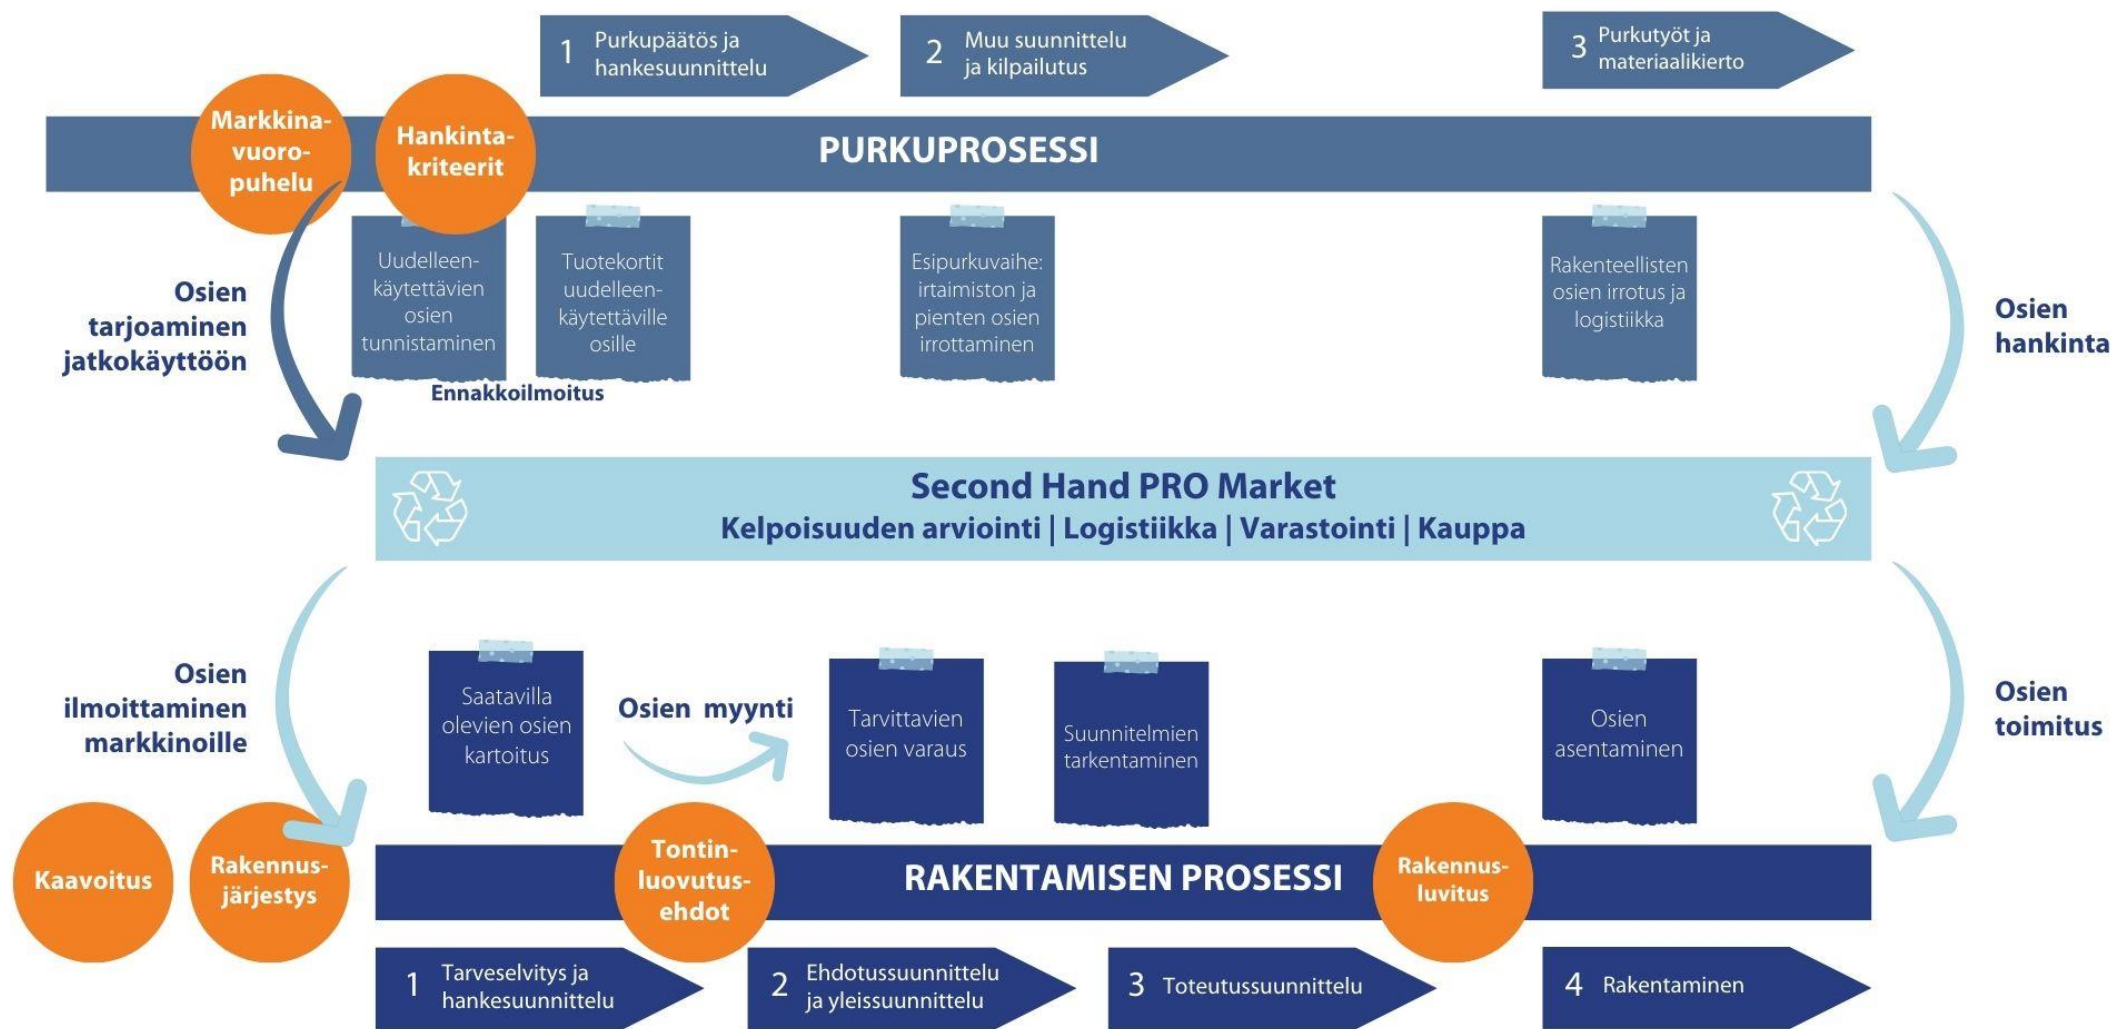 1 Purkupäätös ja
hankesuunnittelu
2 Muu suunnittelu
ja kilpailutus
3 Purkutyöt ja
materiaalikierto
Markkina-
vuoro-
puhelu
Hankinta-
kriteerit
PURKUPROSESSI
Osien
tarjoaminen
jatkokäyttöön
Uudelleen-
käytettävien
osien
tunnistaminen
Tuotekortit
uudelleen-
käytettäville
osille
Ennakkoilmoitus
Esipurkuvaihe:
irtaimiston ja
pienten osien
irrottaminen
Rakenteellisten
osien irrotus ja
logistiikka
Osien
hankinta
Second Hand PRO Market
Kelpoisuuden arviointi | Logistiikka | Varastointi | Kauppa
Osien
ilmoittaminen
markkinoille
Saatavilla
olevien osien
kartoitus
Osien myynti
Tarvittavien
osien varaus
Suunnitelmien
tarkentaminen
Osien
asentaminen
Osien
toimitus
Kaavoitus
Rakennus-
järjestys
Tontin-
luovutus-
ehdot
RAKENTAMISEN PROSESSI
Rakennus-
luvitus
1 Tarveselvitys ja
hankesuunnittelu
2 Ehdotussuunnittelu
ja yleissuunnittelu
3 Toteutussuunnittelu
4 Rakentaminen